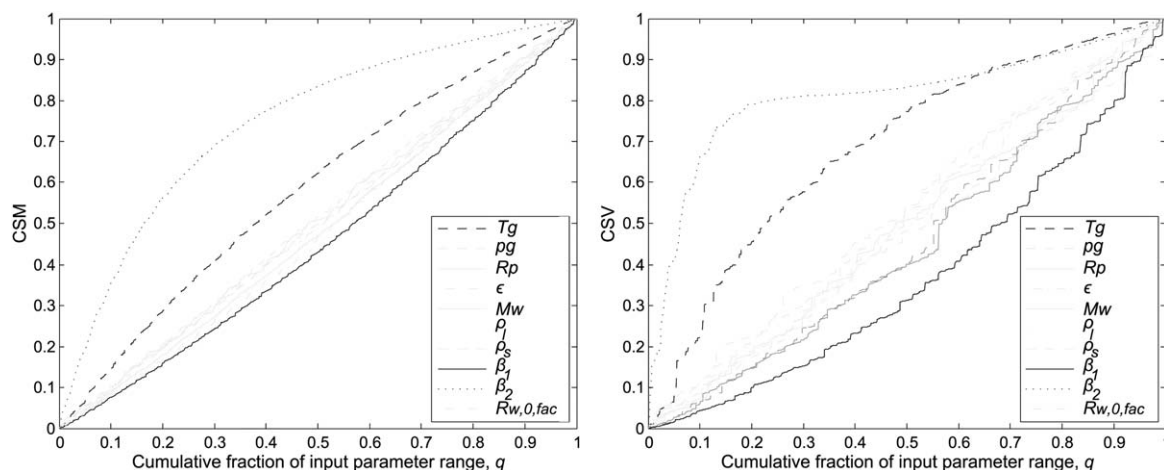 1
0.9
0.8
0.7
0.6
0.5
0.4
0.3
0.2
0.1
0
CSM
0 0.1 0.2 0.3 0.4 0.5 0.6 0.7 0.8 0.9 1
Cumulative fraction of input parameter range, q
Tg
pg
Rp
ϵ
Mw
ρl
ρs
β1
β2
Rw,0,fac
1
0.9
0.8
0.7
0.6
0.5
0.4
0.3
0.2
0.1
0
CSV
0 0.1 0.2 0.3 0.4 0.5 0.6 0.7 0.8 0.9 1
Cumulative fraction of input parameter range, q
Tg
pg
Rp
ϵ
Mw
ρl
ρs
β1
β2
Rw,0,fac